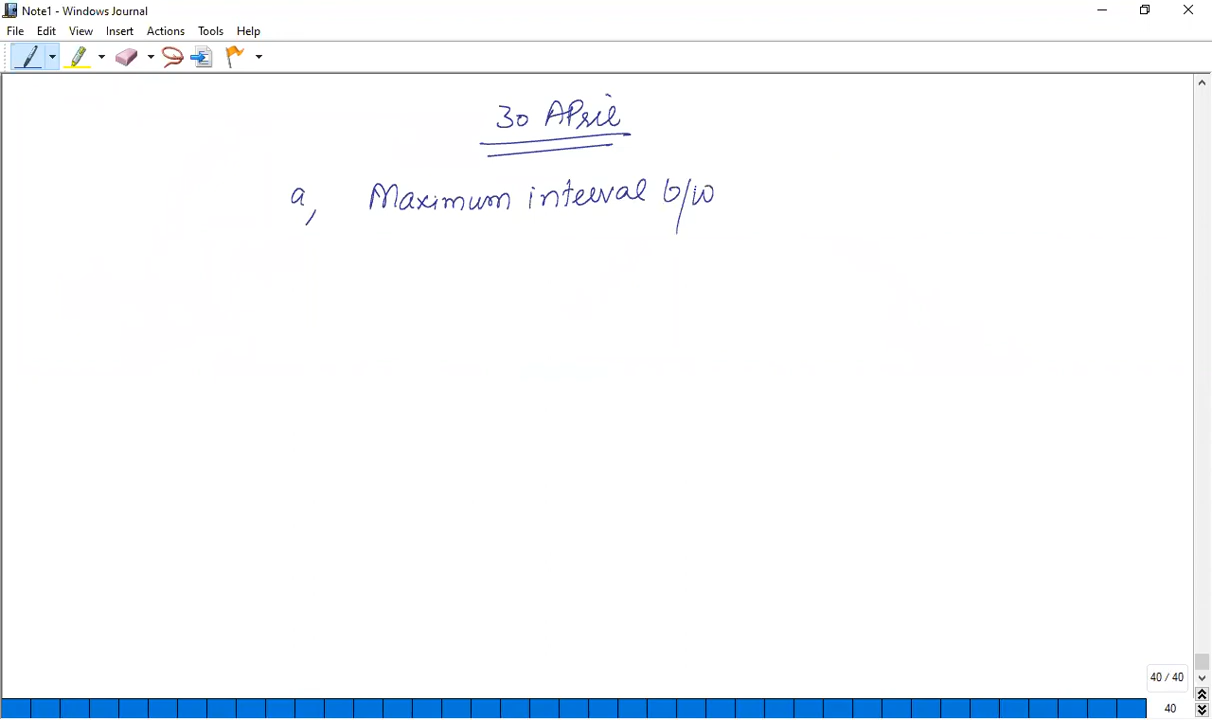 Note1 - Windows Journal
File Edit View Insert Actions Tools Help
30 April
a, Maximum interval b/w
40 / 40
40